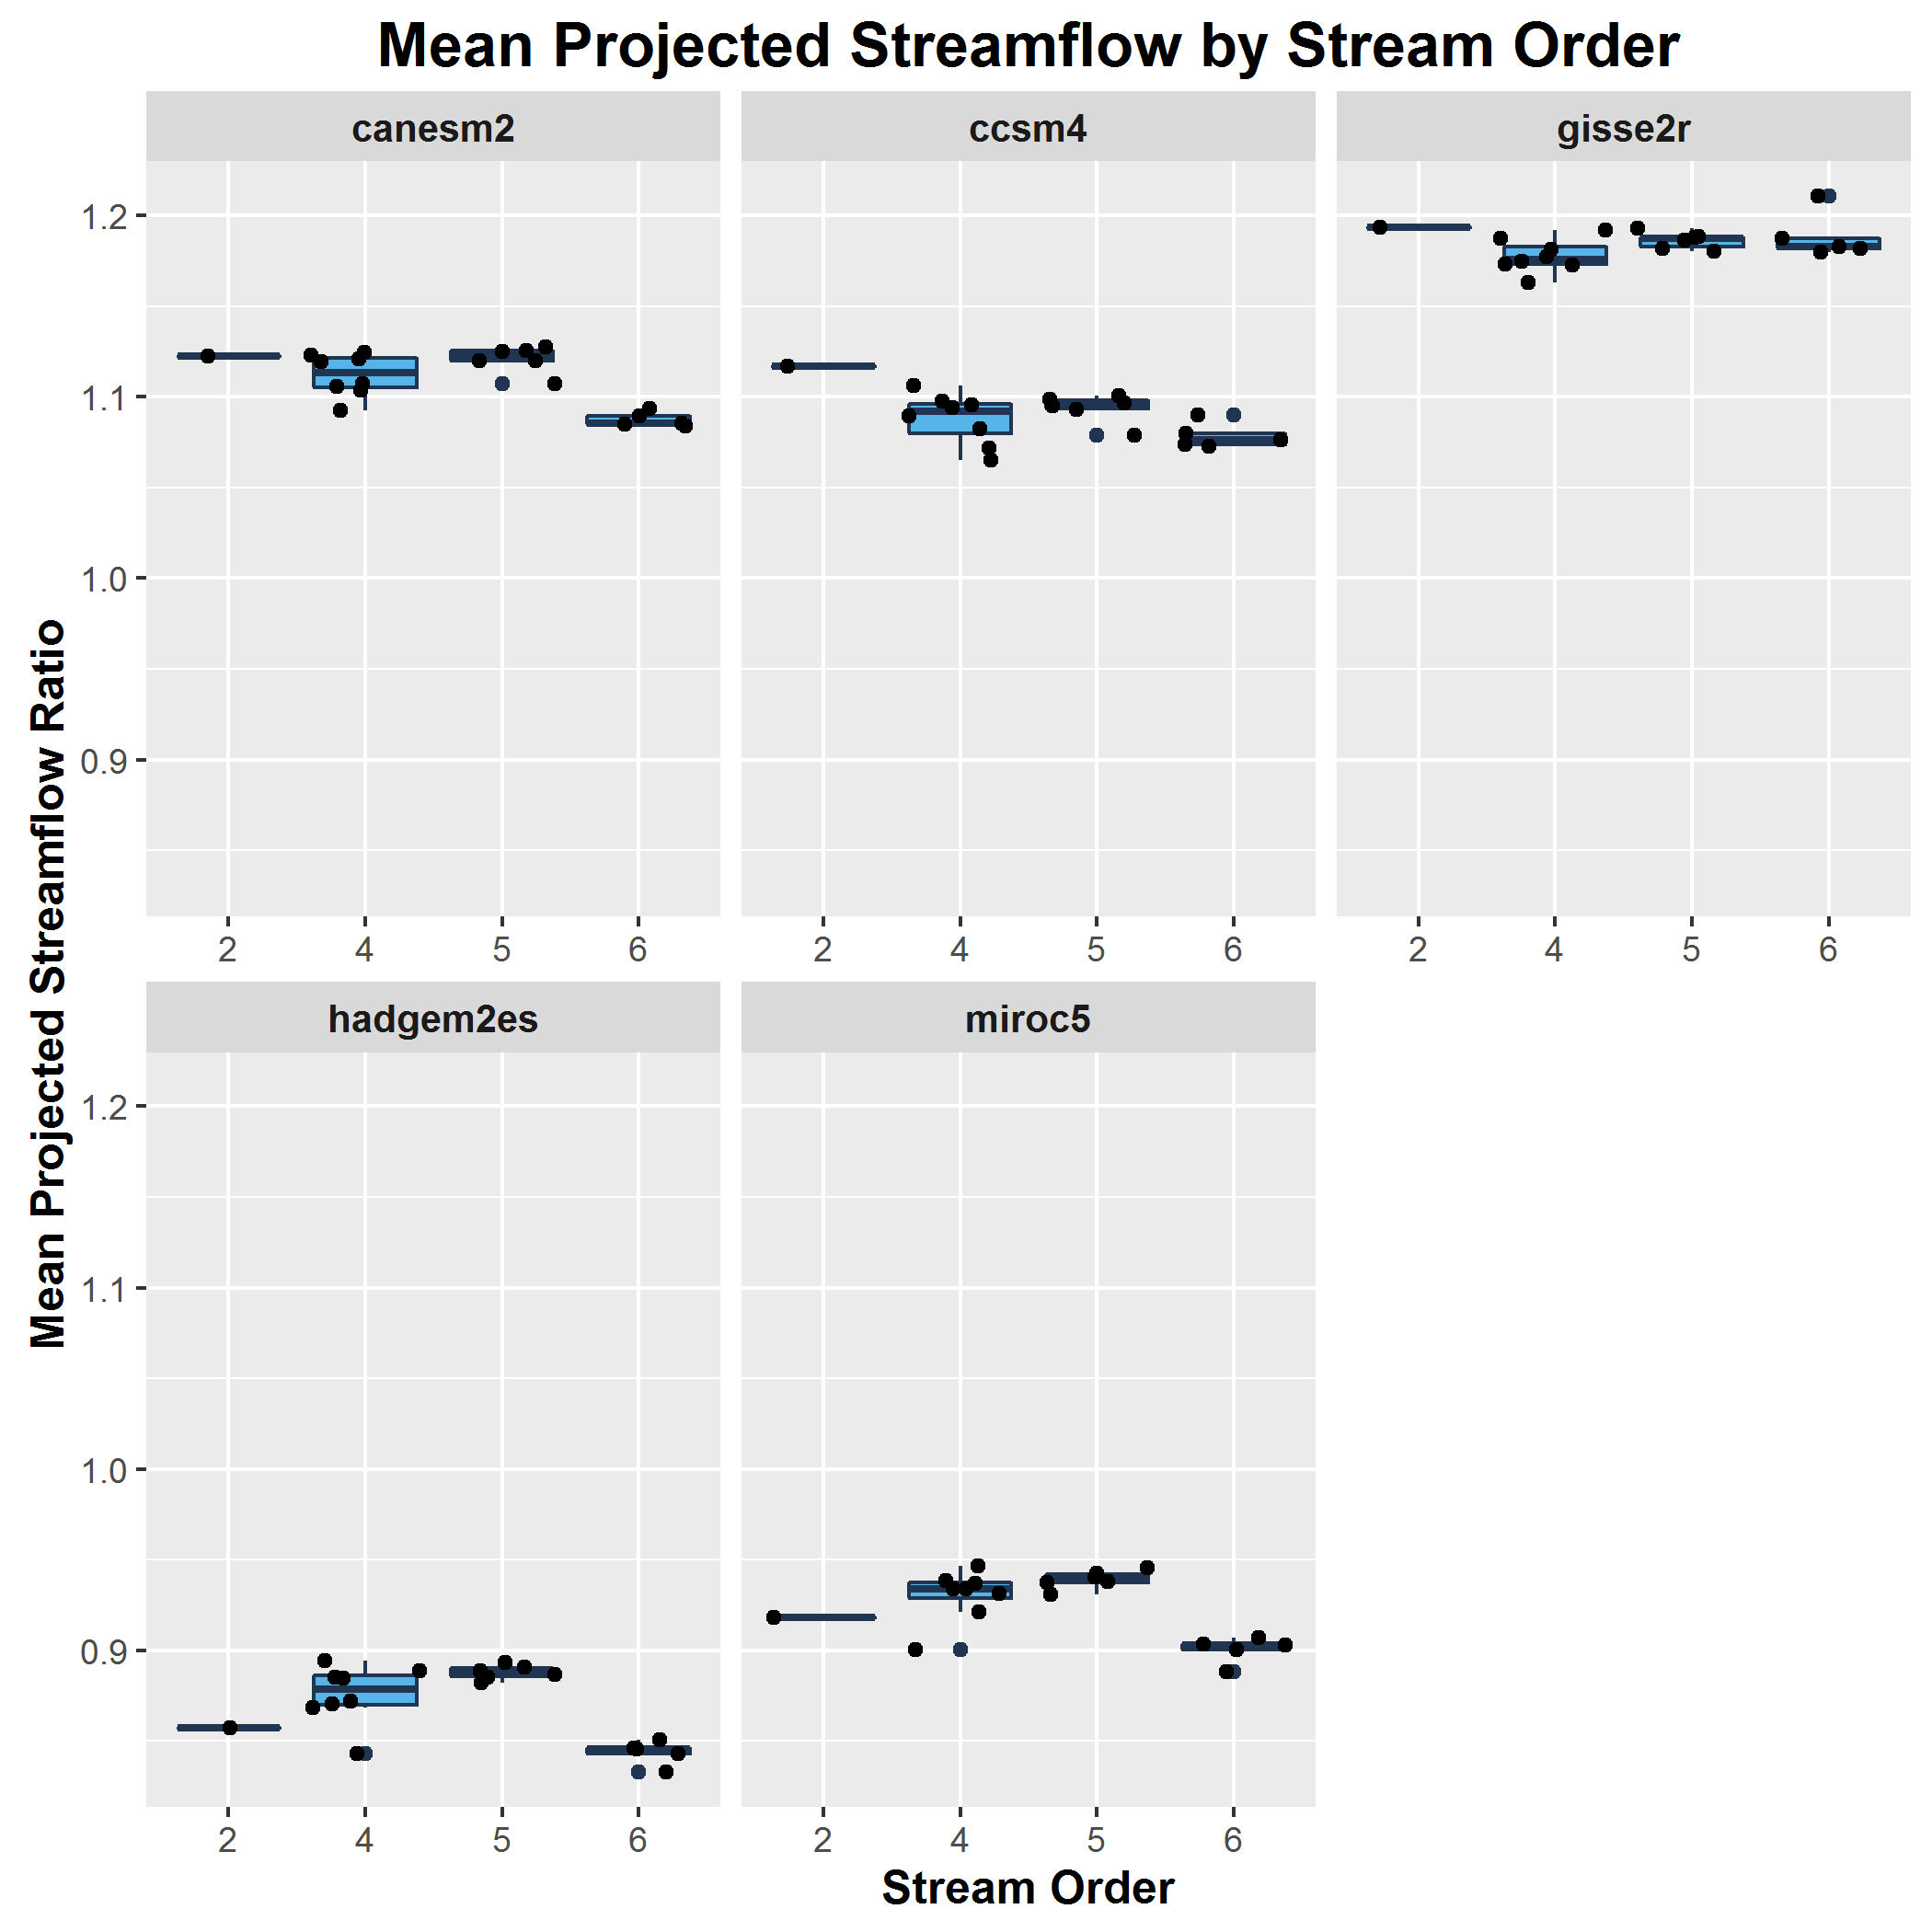 Mean Projected Streamflow by Stream Order
canesm2
ccsm4
gisse2r
1.2
1.1
1.0
0.9
2 4 5 6
2 4 5 6
2 4 5 6
Mean Projected Streamflow Ratio
hadgem2es
miroc5
1.2
1.1
1.0
0.9
2 4 5 6
2 4 5 6
Stream Order